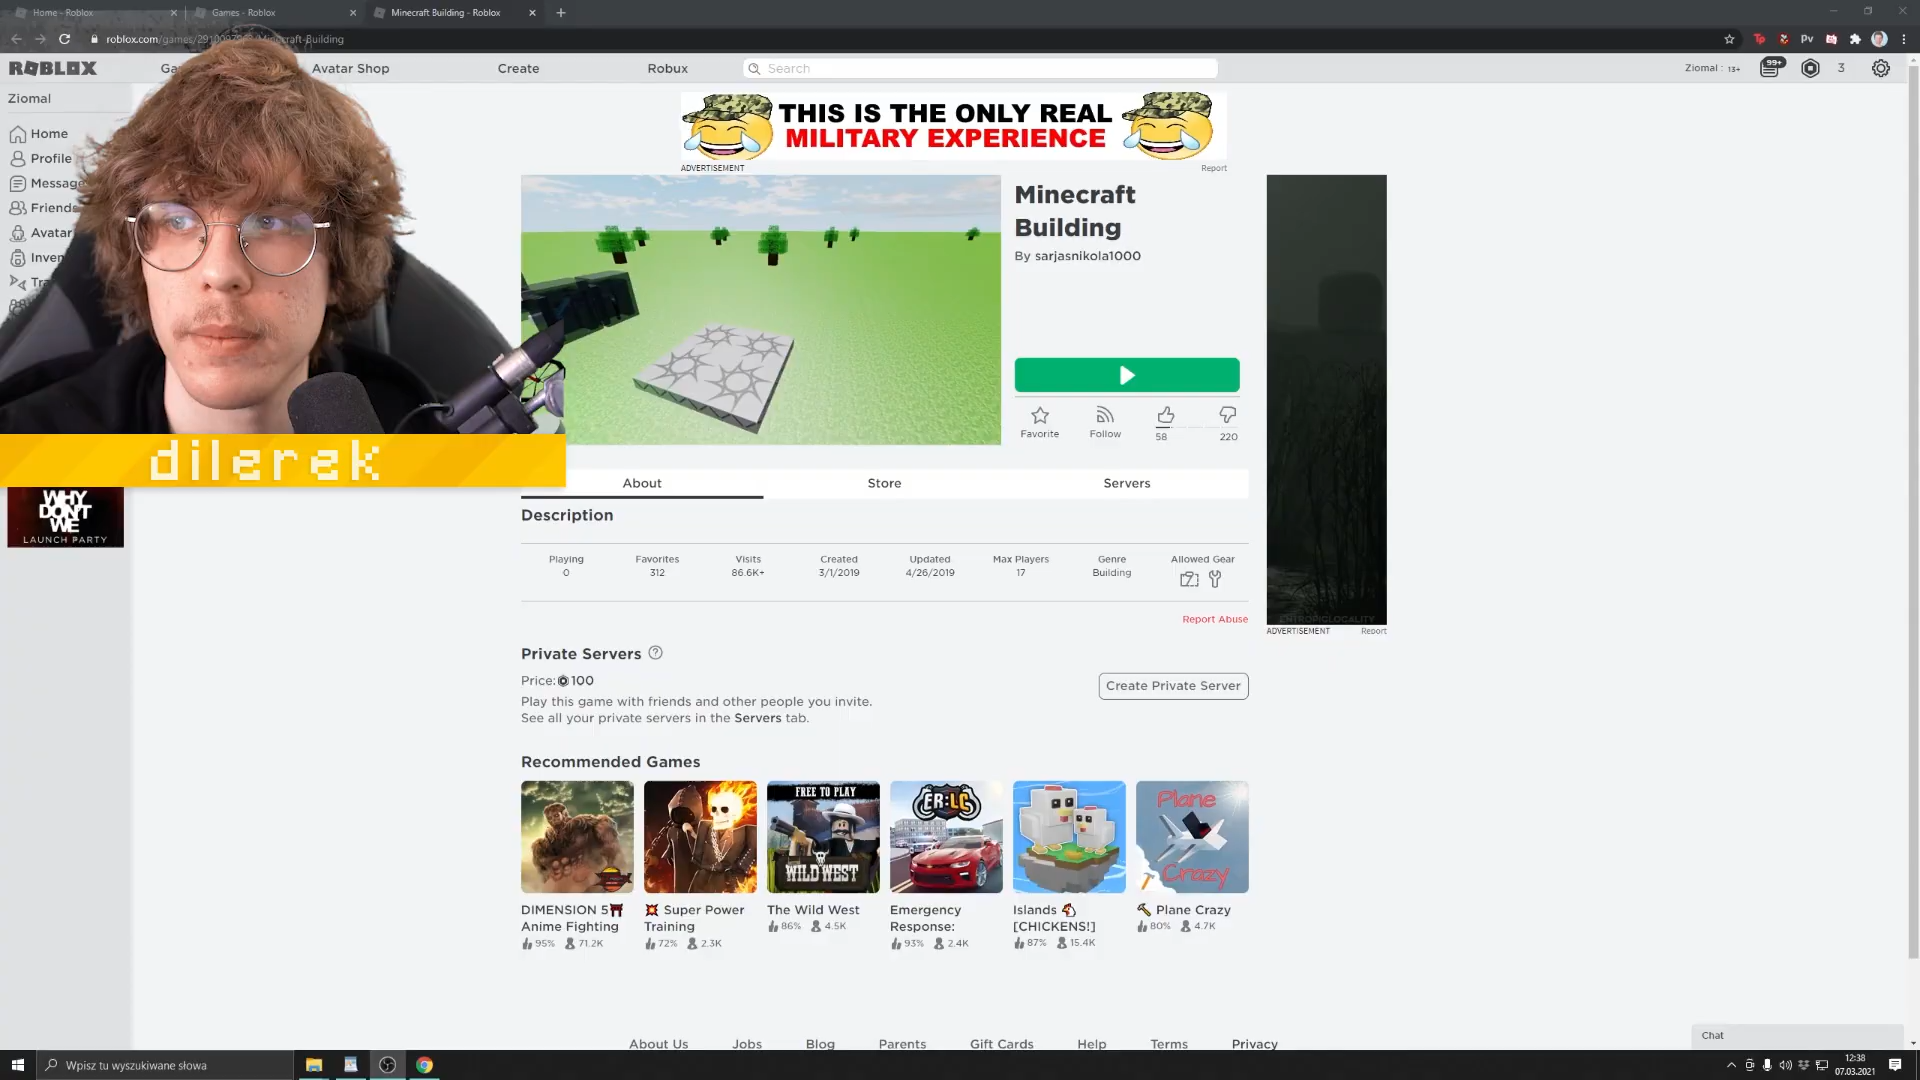 Home - Roblox
Games - Roblox
Minecraft Building - Roblox
roblox.com/games/
craft-Building
ROBLOX
Avatar Shop
Create
Robux
Search
Ziomal : 13+
99+
3
Ziomal
Home
Profile
Message
Friends
Avatar
Inven
Tra
THIS IS THE ONLY REAL
MILITARY EXPERIENCE
ADVERTISEMENT
Report
Minecraft
Building
By sarjasnikola1000
Favorite
Follow
58
220
dilerek
WHY
DON'T
WE
LAUNCH PARTY
About
Store
Servers
Description
Playing
Favorites
Visits
Created
Updated
Max Players
Genre
Allowed Gear
0
312
86.6K+
3/1/2019
4/26/2019
17
Building
Report Abuse
ENTROPICLOCALITY
ADVERTISEMENT
Report
Private Servers
Price: 100
Play this game with friends and other people you invite.
See all your private servers in the Servers tab.
Create Private Server
Recommended Games
FREE TO PLAY
WILD WEST
ER:LC
Plane
Crazy
DIMENSION 5
Anime Fighting
95% 71.2K
Super Power
Training
72% 2.3K
The Wild West
86% 4.5K
Emergency
Response:
93% 2.4K
Islands
[CHICKENS!]
87% 15.4K
Plane Crazy
80% 4.7K
About Us
Jobs
Blog
Parents
Gift Cards
Help
Terms
Privacy
Chat
Wpisz tu wyszukiwane słowa
12:38
07.03.2021